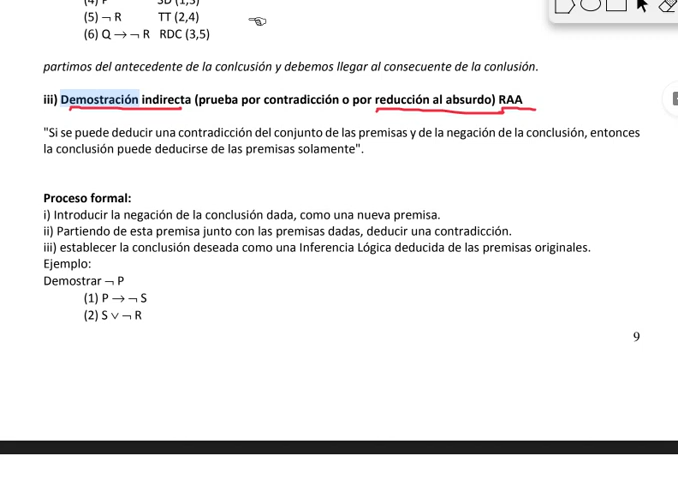 (4) P SD (1,3)
(5) ¬ R TT (2,4)
(6) Q → ¬ R RDC (3,5)
partimos del antecedente de la conlcusión y debemos llegar al consecuente de la conlusión.
iii) Demostración indirecta (prueba por contradicción o por reducción al absurdo) RAA
"Si se puede deducir una contradicción del conjunto de las premisas y de la negación de la conclusión, entonces
la conclusión puede deducirse de las premisas solamente".
Proceso formal:
i) Introducir la negación de la conclusión dada, como una nueva premisa.
ii) Partiendo de esta premisa junto con las premisas dadas, deducir una contradicción.
iii) establecer la conclusión deseada como una Inferencia Lógica deducida de las premisas originales.
Ejemplo:
Demostrar ¬ P
(1) P → ¬ S
(2) S ∨ ¬ R
9